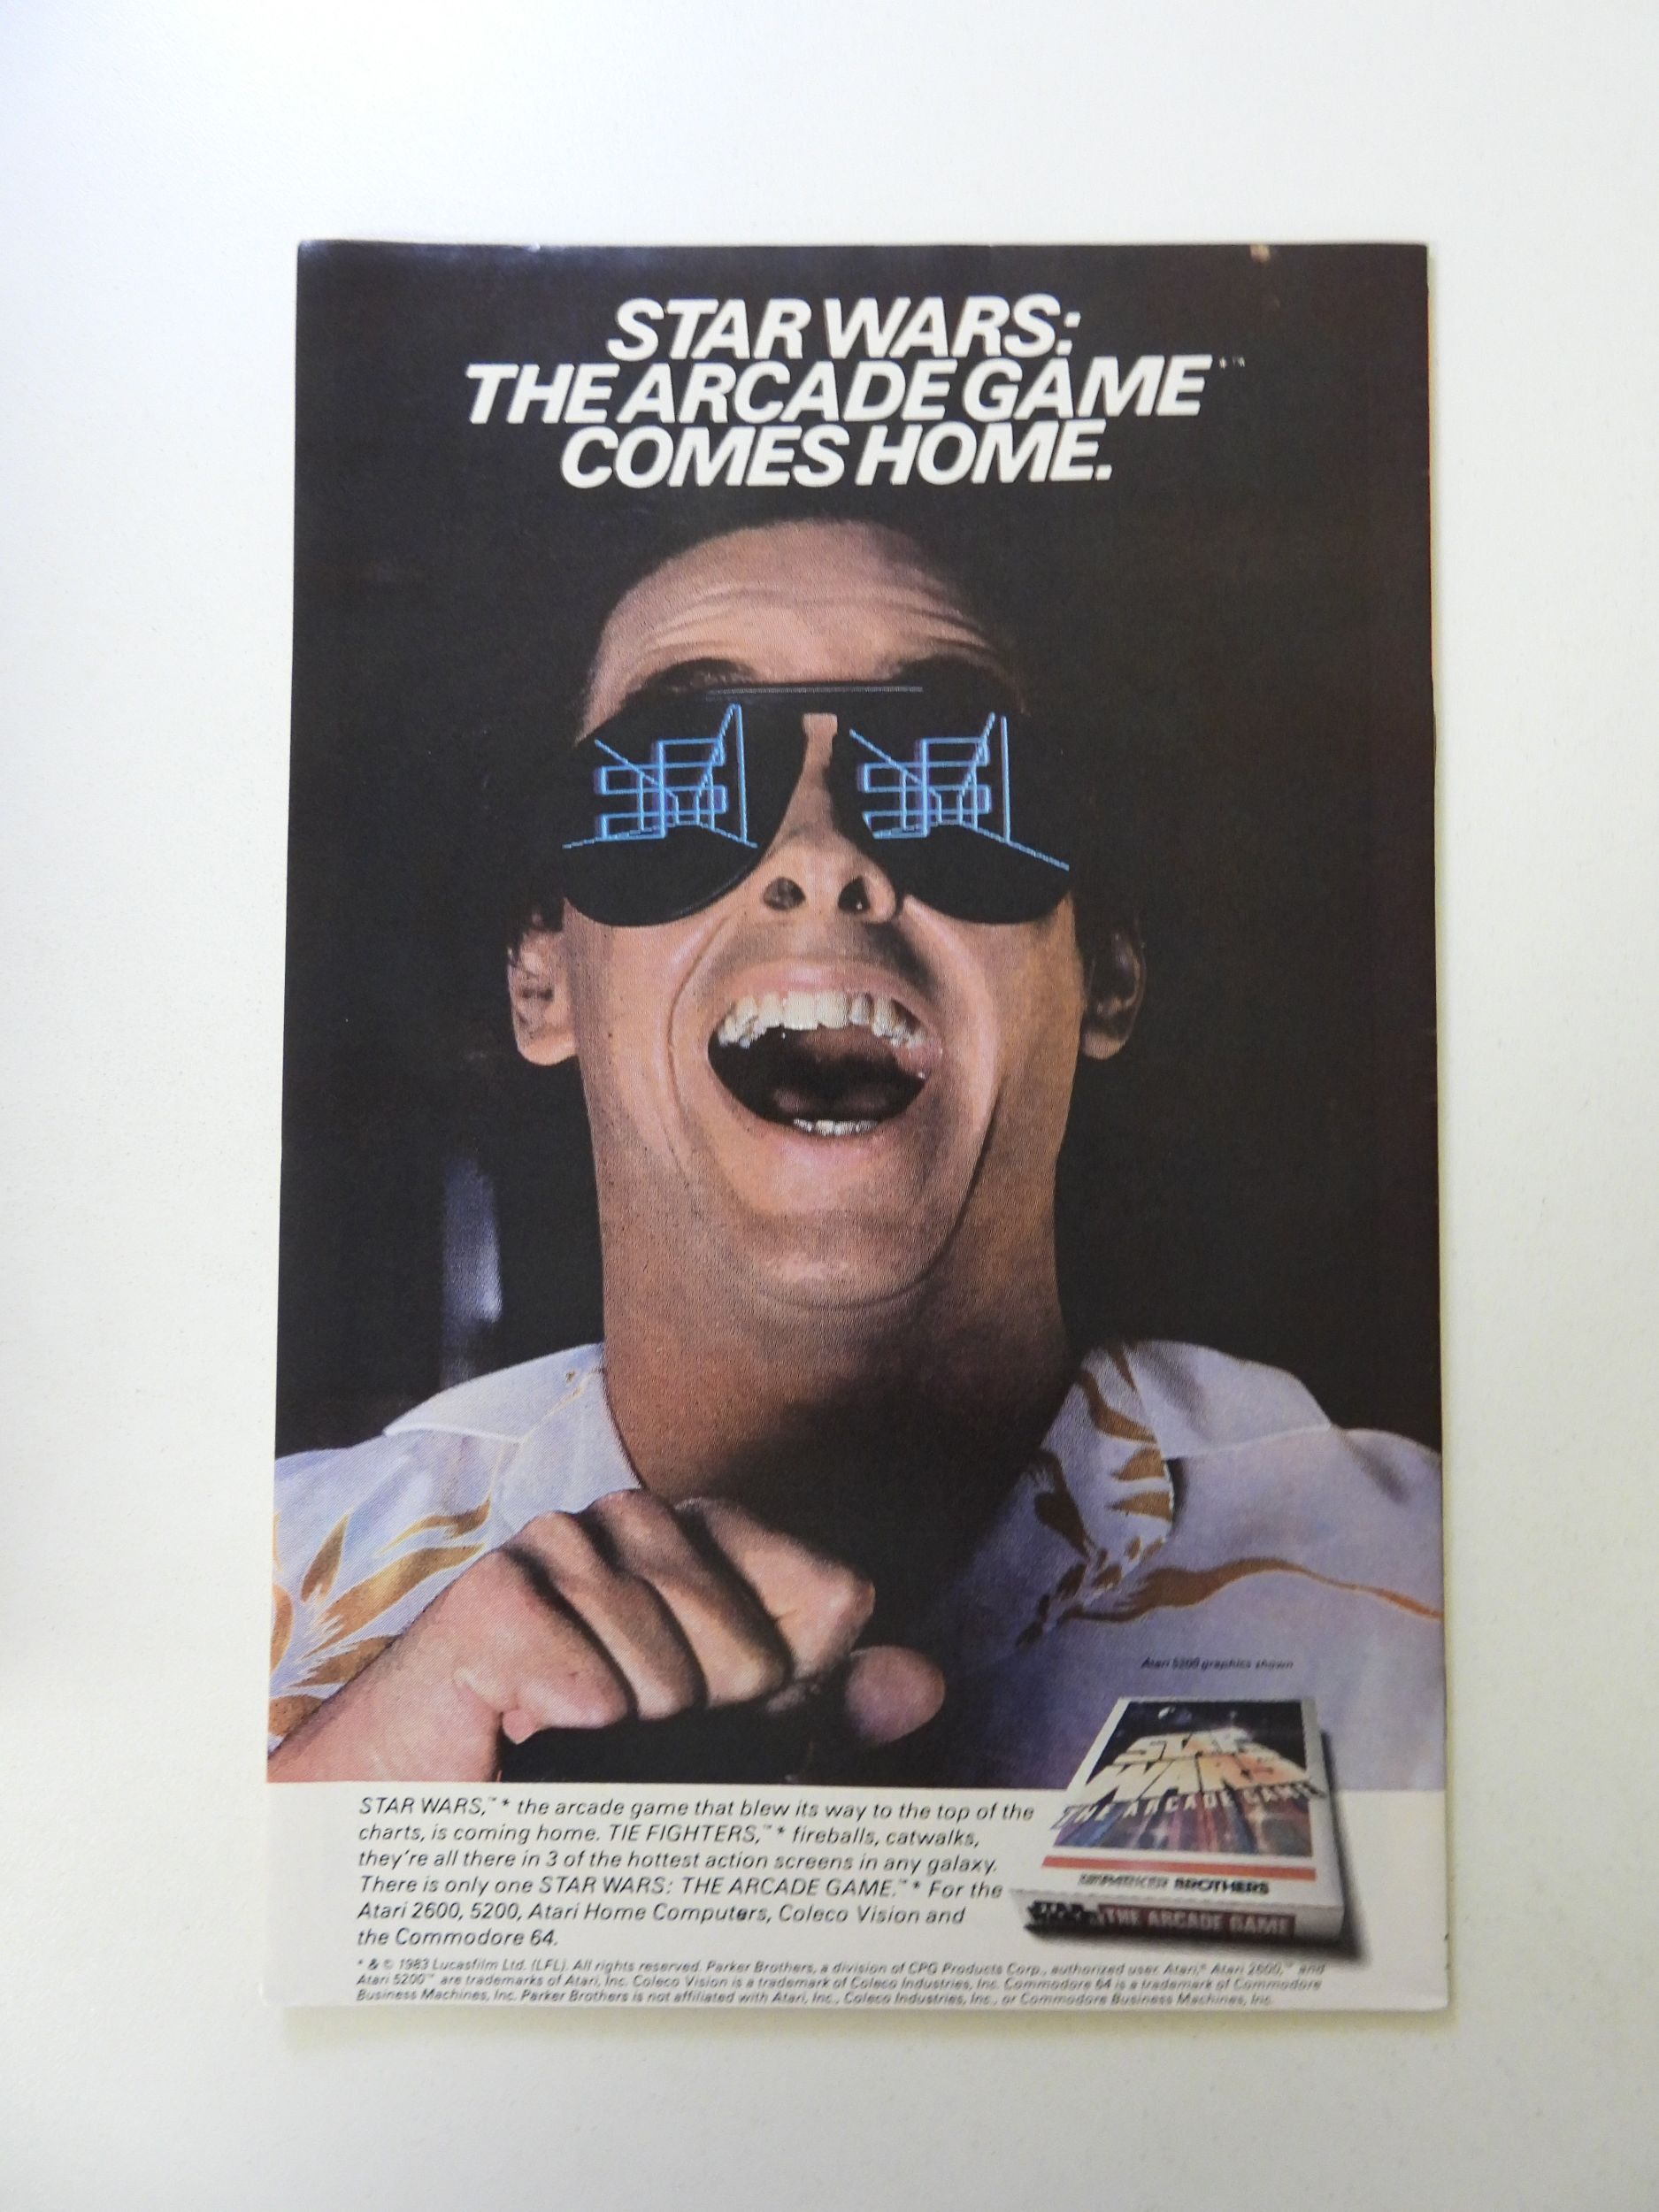 STAR WARS:
THE ARCADE GAME*™
COMES HOME.
Atari 5200 graphics shown
STAR WARS
THE ARCADE GAME
PARKER BROTHERS
THE ARCADE GAME
STAR WARS,™* the arcade game that blew its way to the top of the
charts, is coming home. TIE FIGHTERS,™* fireballs, catwalks,
they're all there in 3 of the hottest action screens in any galaxy.
There is only one STAR WARS: THE ARCADE GAME.™* For the
Atari 2600, 5200, Atari Home Computers, Coleco Vision and
the Commodore 64.
* & © 1983 Lucasfilm Ltd. (LFL). All rights reserved. Parker Brothers, a division of CPG Products Corp., authorized user. Atari,® Atari 2600,™ and
Atari 5200™ are trademarks of Atari, Inc. Coleco Vision is a trademark of Coleco Industries, Inc. Commodore 64 is a trademark of Commodore
Business Machines, Inc. Parker Brothers is not affiliated with Atari, Inc., Coleco Industries, Inc., or Commodore Business Machines, Inc.